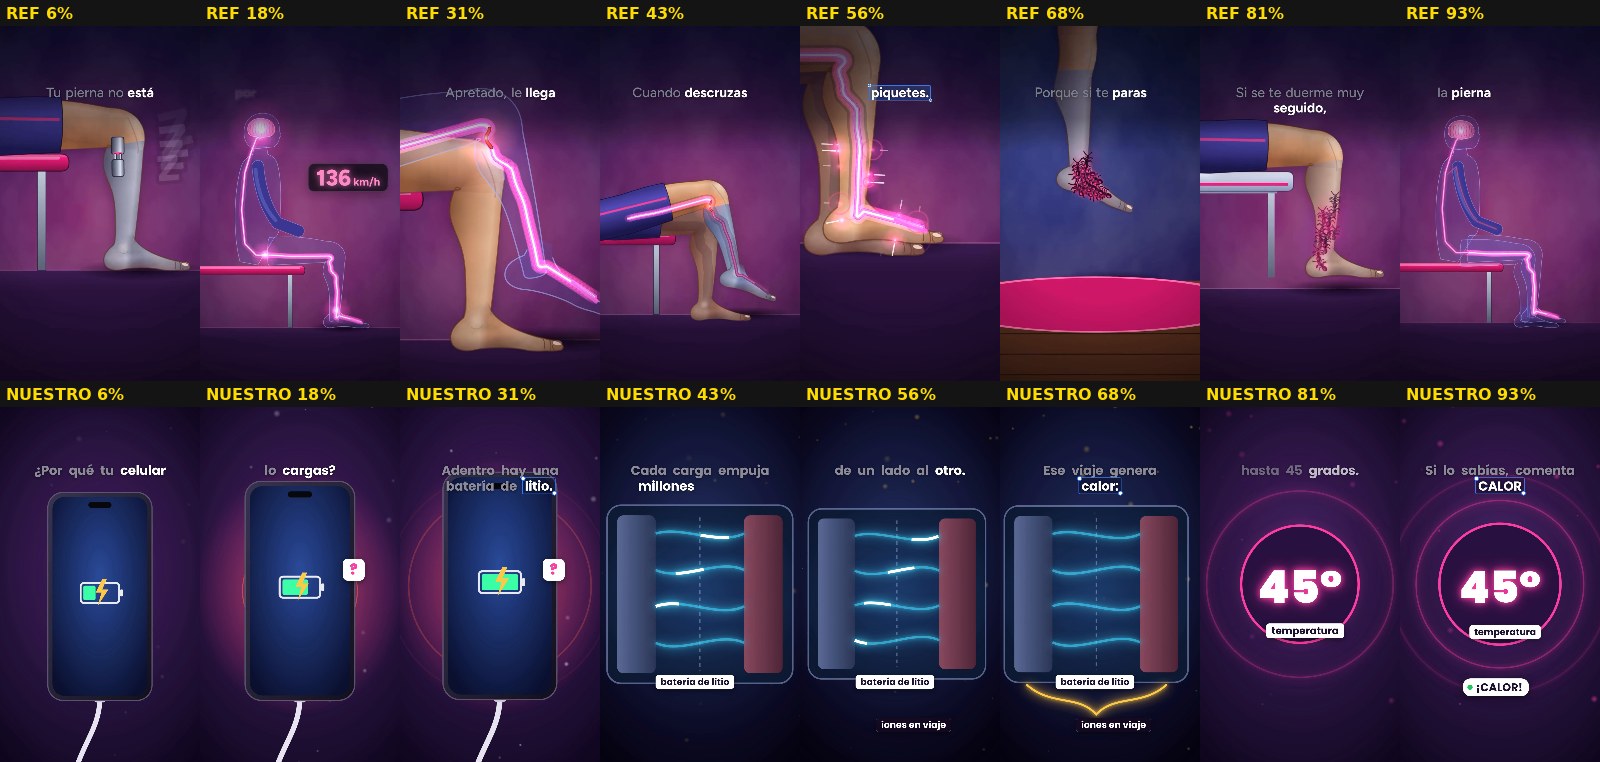 REF 6%
REF 18%
REF 31%
REF 43%
REF 56%
REF 68%
REF 81%
REF 93%
Tu pierna no está
por
136 km/h
Apretado, le llega
Cuando descruzas
piquetes.
Porque si te paras
Si se te duerme muy
seguido,
la pierna
NUESTRO 6%
NUESTRO 18%
NUESTRO 31%
NUESTRO 43%
NUESTRO 56%
NUESTRO 68%
NUESTRO 81%
NUESTRO 93%
¿Por qué tu celular
lo cargas?
?
Adentro hay una
batería de litio.
?
Cada carga empuja
millones
batería de litio
de un lado al otro.
batería de litio
iones en viaje
Ese viaje genera
calor:
batería de litio
iones en viaje
hasta 45 grados.
45°
temperatura
Si lo sabías, comenta
CALOR
45°
temperatura
¡CALOR!